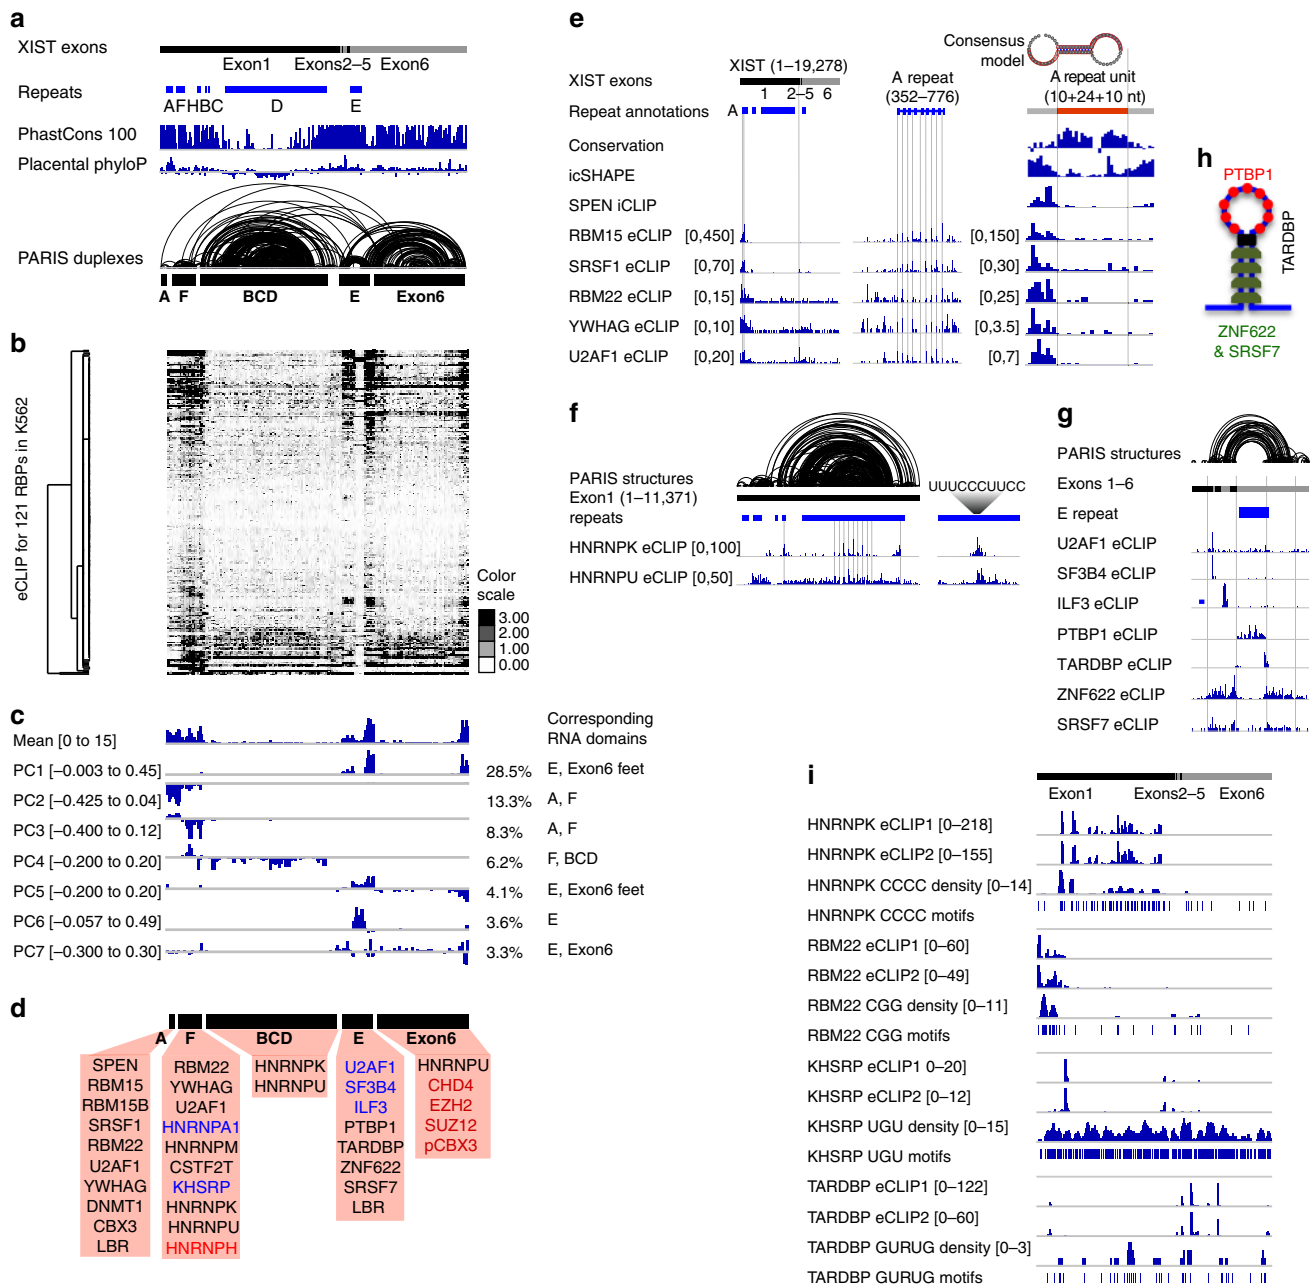 a
XIST exons
Exon1 Exons2–5 Exon6
Repeats
AFHBC D E
PhastCons 100
Placental phyloP
PARIS duplexes
A F BCD E Exon6
b
eCLIP for 121 RBPs in K562
Color
scale
3.00
2.00
1.00
0.00
c
Corresponding
RNA domains
Mean [0 to 15]
PC1 [−0.003 to 0.45] 28.5% E, Exon6 feet
PC2 [−0.425 to 0.04] 13.3% A, F
PC3 [−0.400 to 0.12] 8.3% A, F
PC4 [−0.200 to 0.20] 6.2% F, BCD
PC5 [−0.200 to 0.20] 4.1% E, Exon6 feet
PC6 [−0.057 to 0.49] 3.6% E
PC7 [−0.300 to 0.30] 3.3% E, Exon6
d
A F BCD E Exon6
SPEN
RBM15
RBM15B
SRSF1
RBM22
U2AF1
YWHAG
DNMT1
CBX3
LBR
RBM22
YWHAG
U2AF1
HNRNPA1
HNRNPM
CSTF2T
KHSRP
HNRNPK
HNRNPU
HNRNPH
HNRNPK
HNRNPU
U2AF1
SF3B4
ILF3
PTBP1
TARDBP
ZNF622
SRSF7
LBR
HNRNPU
CHD4
EZH2
SUZ12
pCBX3
e
Consensus
model
XIST (1–19,278)
A repeat
(352–776)
A repeat unit
(10+24+10 nt)
XIST exons
1 2–5 6
Repeat annotations A
Conservation
icSHAPE
SPEN iCLIP
RBM15 eCLIP [0,450] [0,150]
SRSF1 eCLIP [0,70] [0,30]
RBM22 eCLIP [0,15] [0,25]
YWHAG eCLIP [0,10] [0,3.5]
U2AF1 eCLIP [0,20] [0,7]
f
PARIS structures
Exon1 (1–11,371)
repeats
UUUCCCUUCC
HNRNPK eCLIP [0,100]
HNRNPU eCLIP [0,50]
g
PARIS structures
Exons 1–6
E repeat
U2AF1 eCLIP
SF3B4 eCLIP
ILF3 eCLIP
PTBP1 eCLIP
TARDBP eCLIP
ZNF622 eCLIP
SRSF7 eCLIP
h
PTBP1
TARDBP
ZNF622
& SRSF7
i
Exon1 Exons2–5 Exon6
HNRNPK eCLIP1 [0–218]
HNRNPK eCLIP2 [0–155]
HNRNPK CCCC density [0–14]
HNRNPK CCCC motifs
RBM22 eCLIP1 [0–60]
RBM22 eCLIP2 [0–49]
RBM22 CGG density [0–11]
RBM22 CGG motifs
KHSRP eCLIP1 0–20]
KHSRP eCLIP2 [0–12]
KHSRP UGU density [0–15]
KHSRP UGU motifs
TARDBP eCLIP1 [0–122]
TARDBP eCLIP2 [0–60]
TARDBP GURUG density [0–3]
TARDBP GURUG motifs